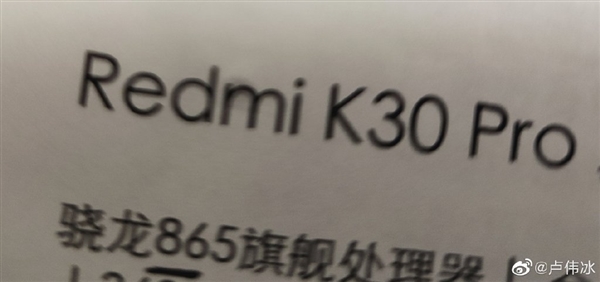 Redmi K30 Pro
骁龙865旗舰处理器
@卢伟冰